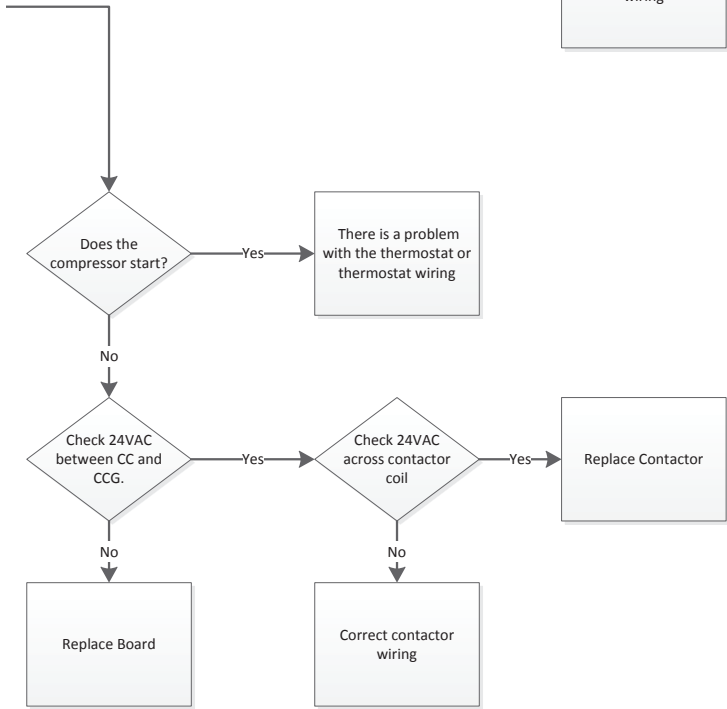 Does the
compressor start?
Yes
There is a problem
with the thermostat or
thermostat wiring
No
Check 24VAC
between CC and
CCG.
Yes
Check 24VAC
across contactor
coil
Yes
Replace Contactor
No
No
Replace Board
Correct contactor
wiring